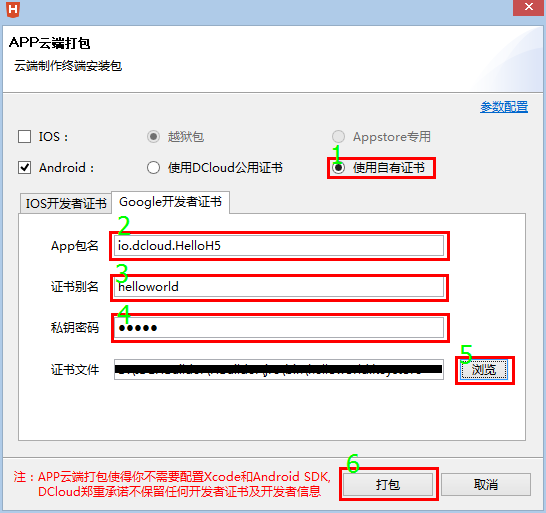 APP云端打包
云端制作终端安装包
参数配置
IOS： 越狱包 Appstore专用
1
Android： 使用DCloud公用证书 使用自有证书
IOS开发者证书 Google开发者证书
2
App包名 io.dcloud.HelloH5
3
证书别名 helloworld
4
私钥密码 ●●●●●
5
证书文件 浏览
6
注：APP云端打包使得你不需要配置Xcode和Android SDK,
DCloud郑重承诺不保留任何开发者证书及开发者信息
打包 取消